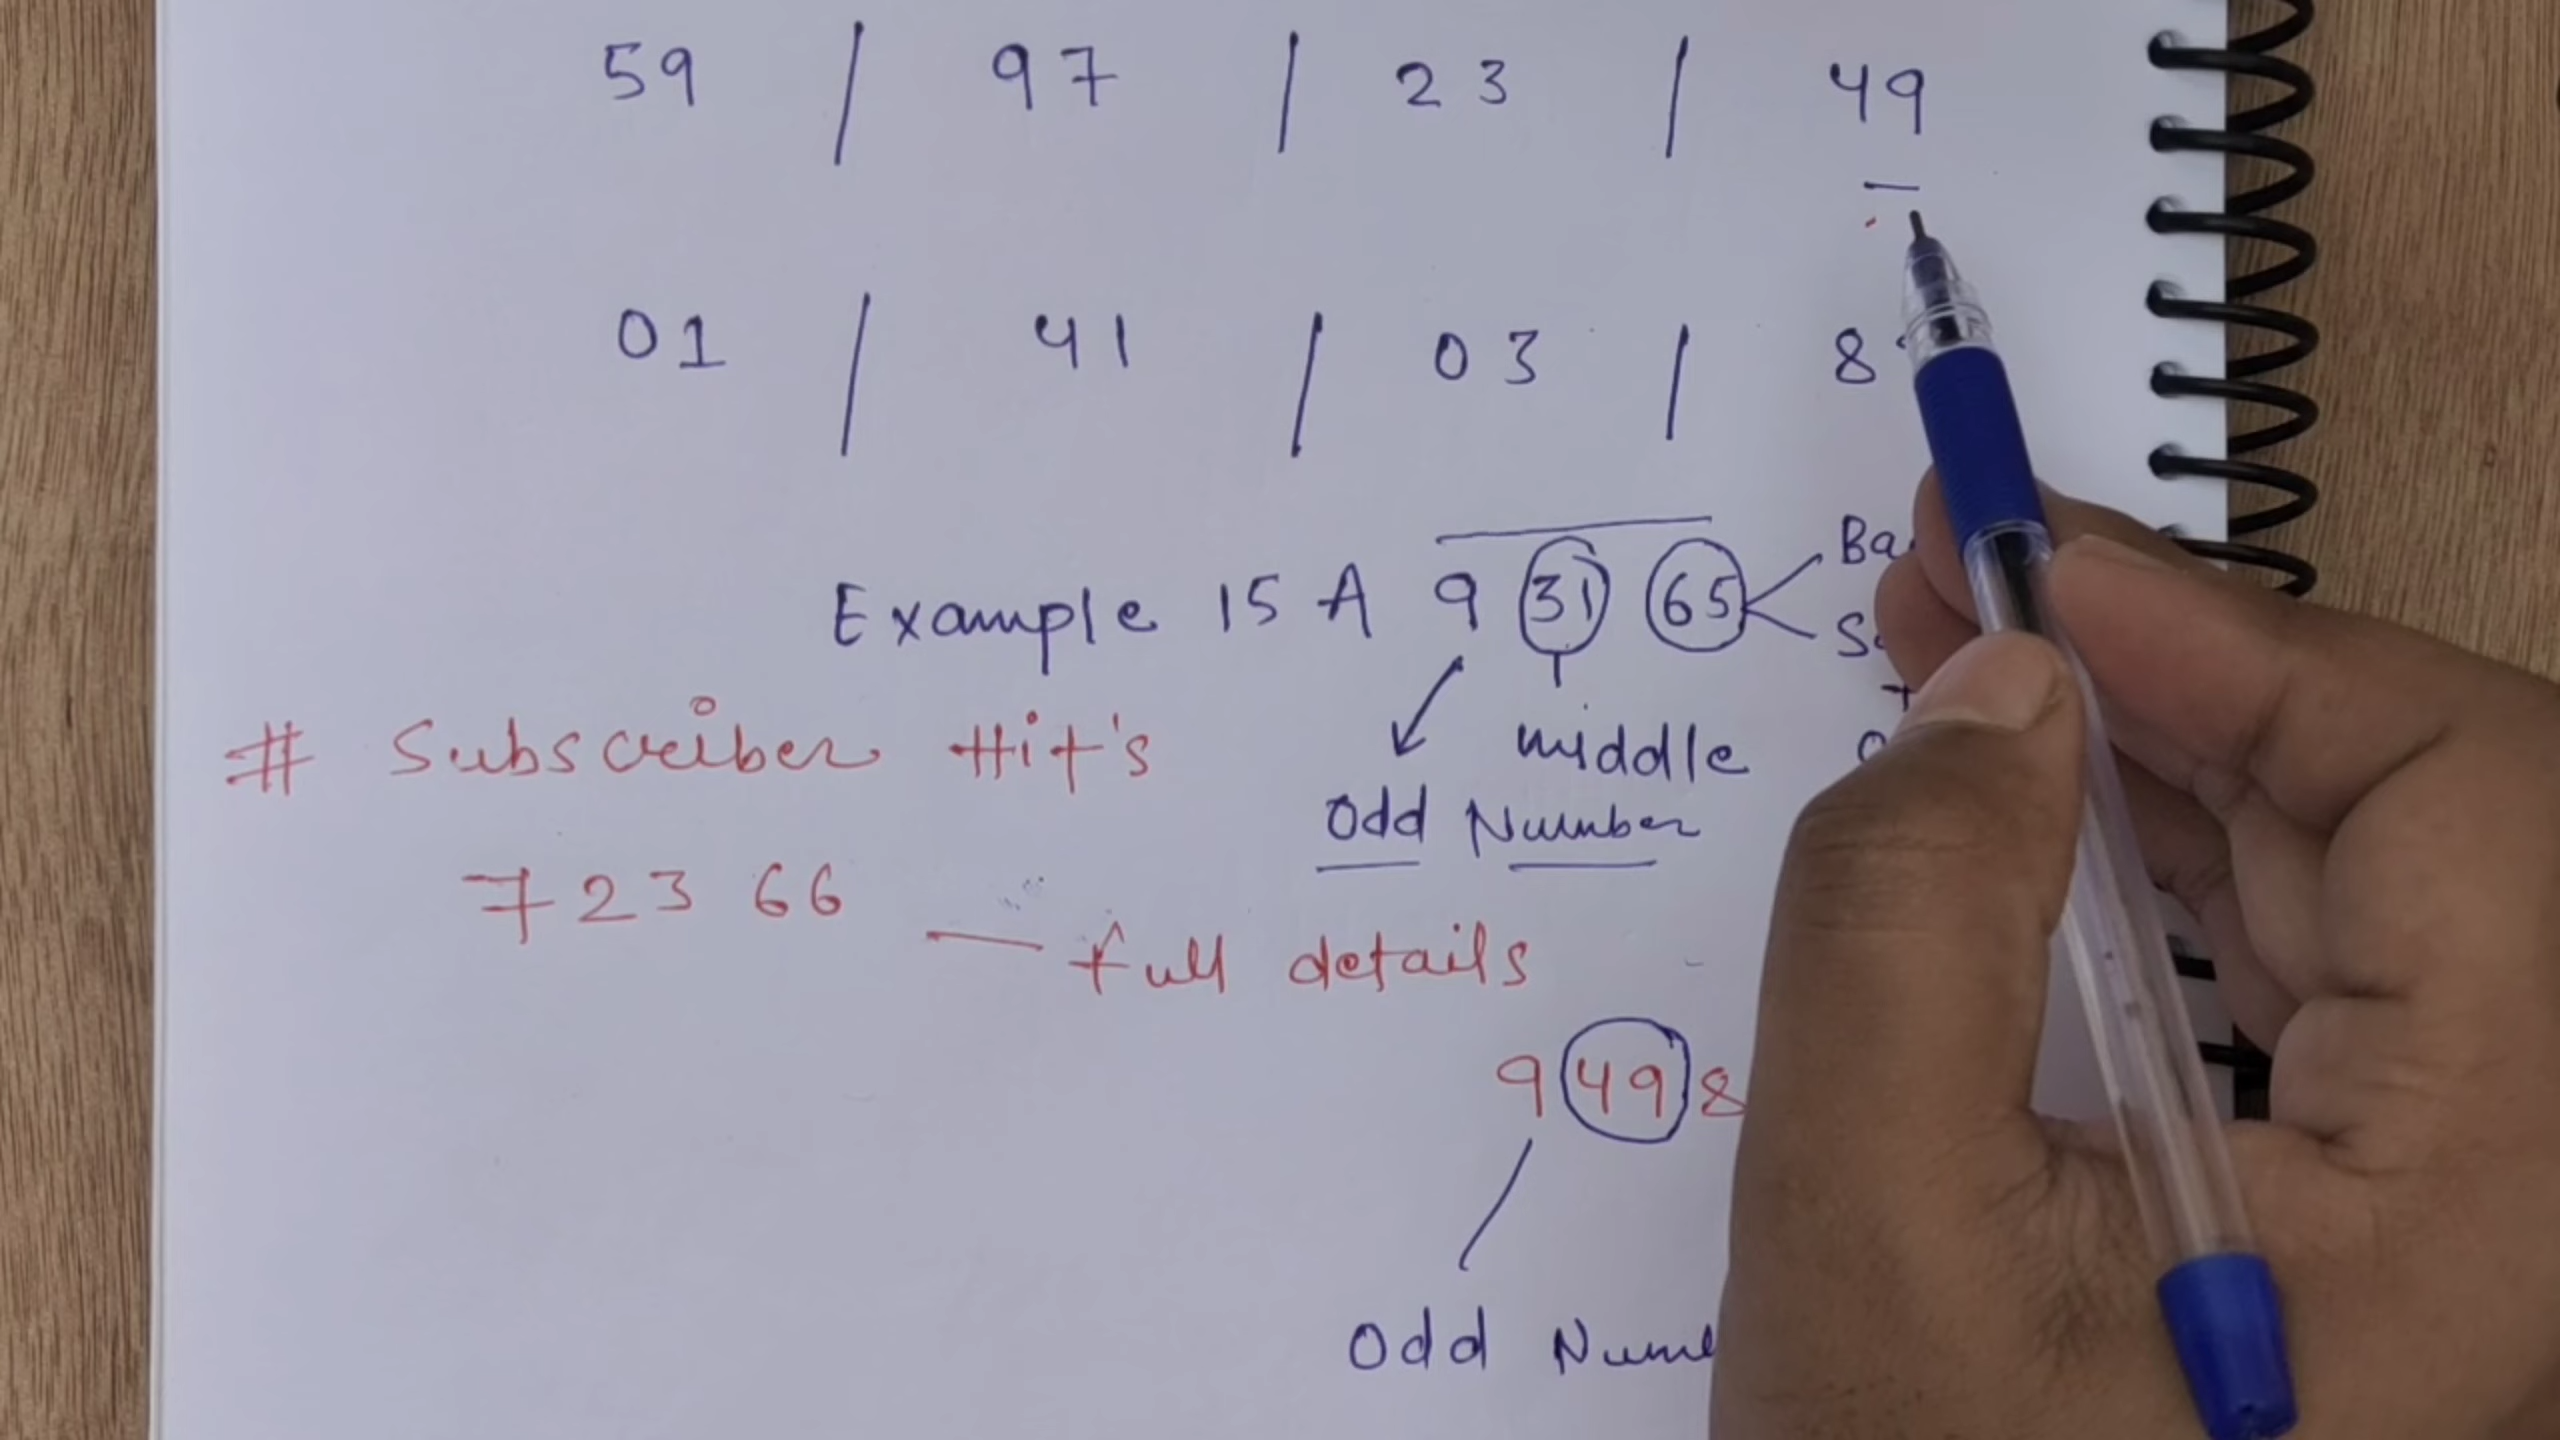 59 / 97 / 23 / 49
01 / 41 / 03 / 8
Example 15 A 9 31 65
middle
Odd Number
# Subscriber Hit's
72366 — full details
9 49 8
Odd